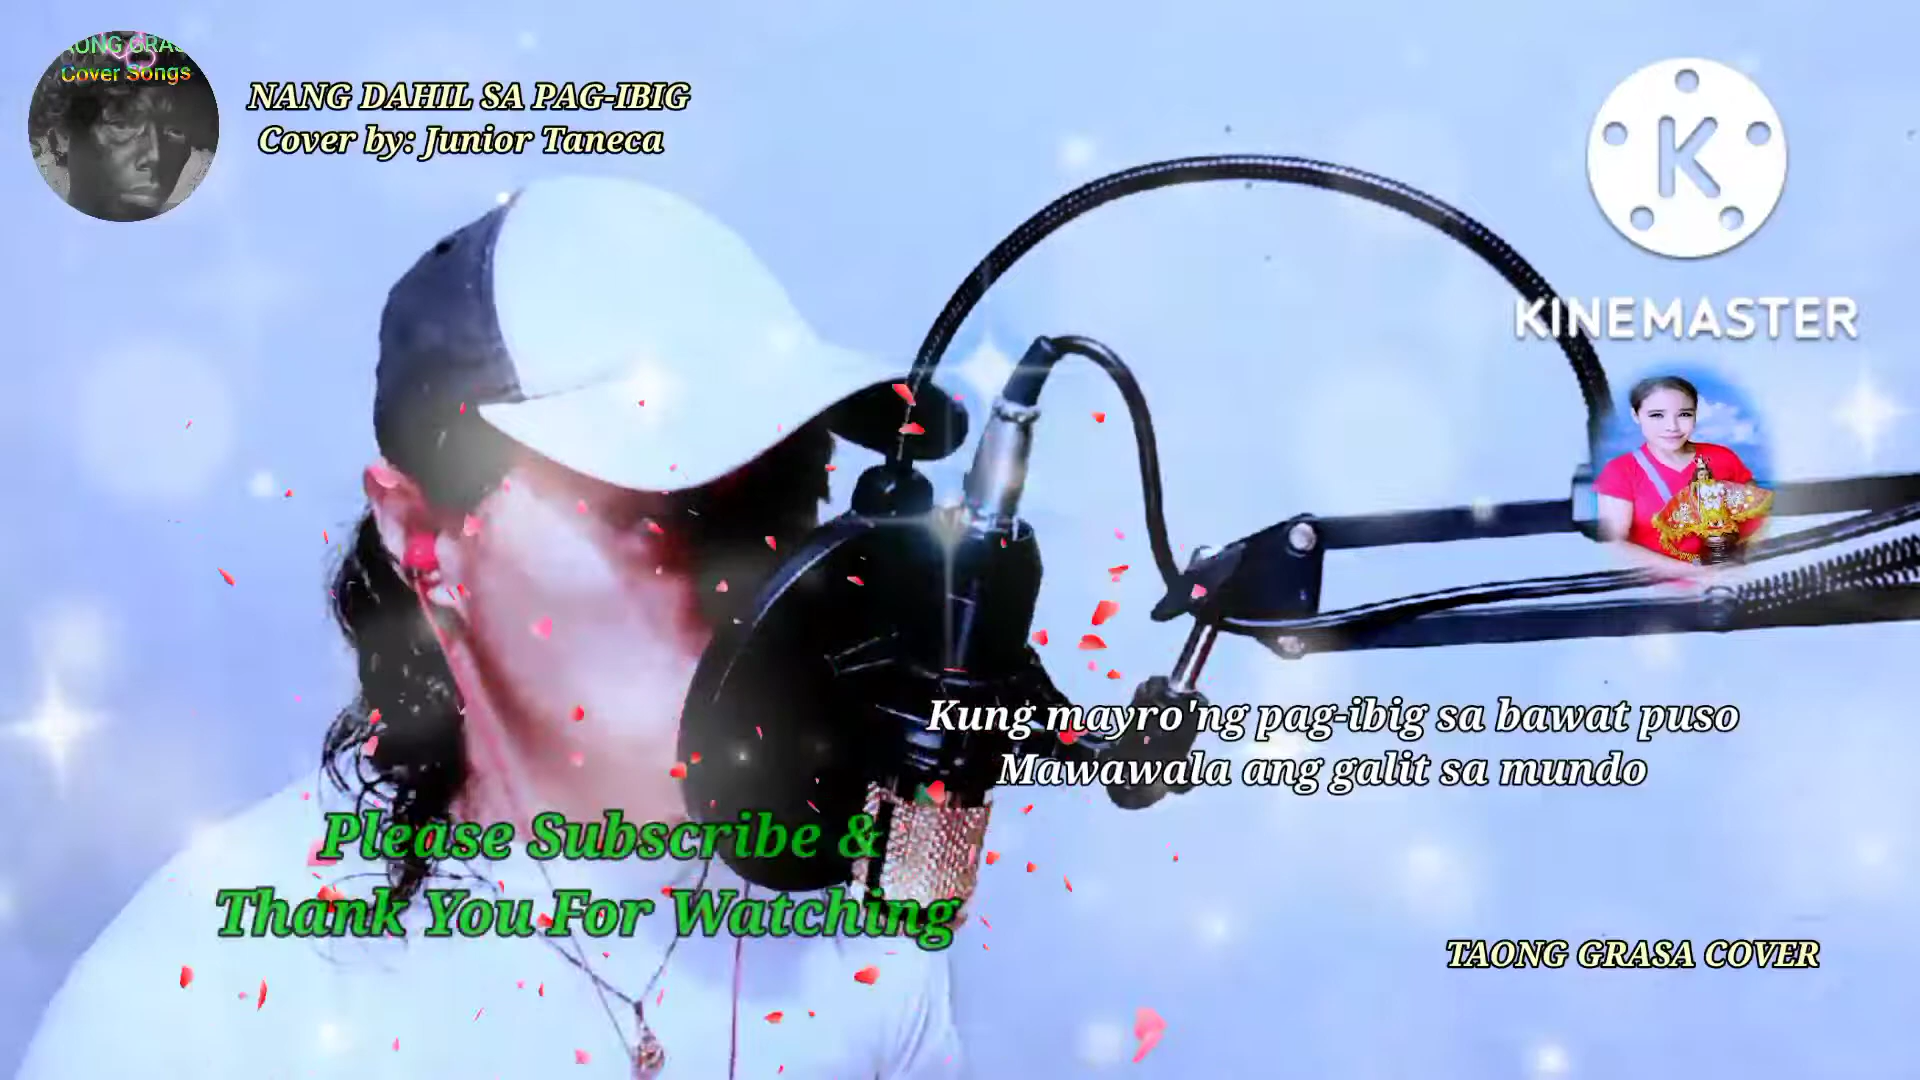 Cover Songs
NANG DAHIL SA PAG-IBIG
Cover by: Junior Taneca
K
KINEMASTER
Kung mayro'ng pag-ibig sa bawat puso
Mawawala ang galit sa mundo
Please Subscribe &
Thank You For Watching
TAONG GRASA COVER